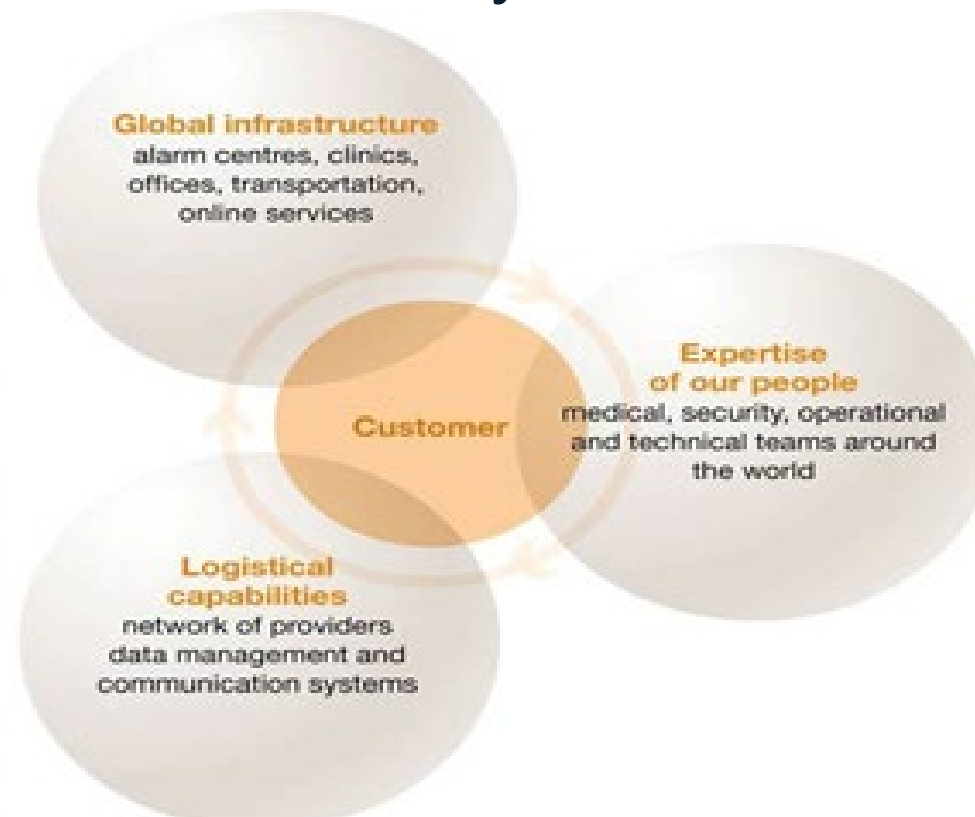 Global infrastructure
alarm centres, clinics,
offices, transportation,
online services
Expertise
of our people
medical, security, operational
and technical teams around
the world
Customer
Logistical
capabilities
network of providers
data management and
communication systems